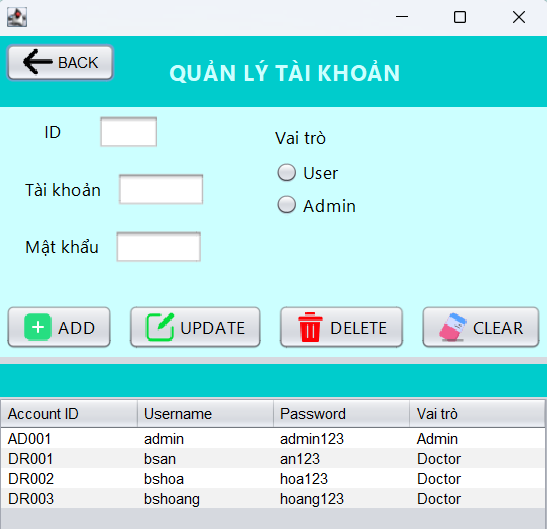 BACK
QUẢN LÝ TÀI KHOẢN
ID
Vai trò
User
Tài khoản
Admin
Mật khẩu
ADD UPDATE DELETE CLEAR
Account ID Username Password Vai trò
AD001 admin admin123 Admin
DR001 bsan an123 Doctor
DR002 bshoa hoa123 Doctor
DR003 bshoang hoang123 Doctor